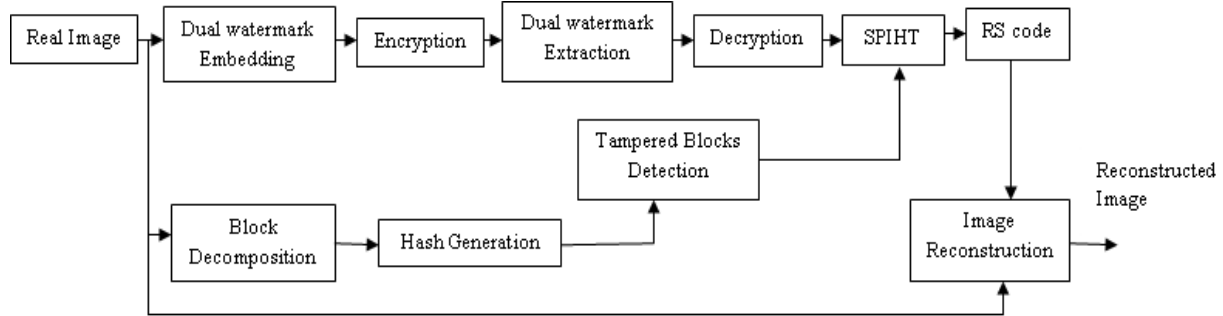 Real Image
Dual watermark
Embedding
Encryption
Dual watermark
Extraction
Decryption
SPIHT
RS code
Tampered Blocks
Detection
Reconstructed
Image
Block
Decomposition
Hash Generation
Image
Reconstruction